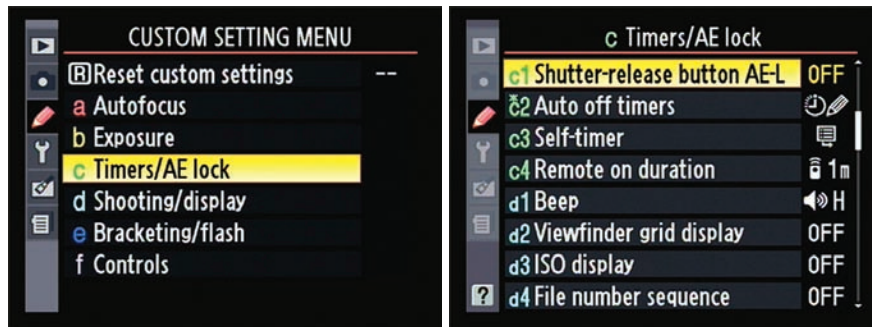 CUSTOM SETTING MENU
R Reset custom settings --
a Autofocus
b Exposure
c Timers/AE lock
d Shooting/display
e Bracketing/flash
f Controls
c Timers/AE lock
c1 Shutter-release button AE-L OFF
c2 Auto off timers
c3 Self-timer
c4 Remote on duration 1m
d1 Beep H
d2 Viewfinder grid display OFF
d3 ISO display OFF
d4 File number sequence OFF
?